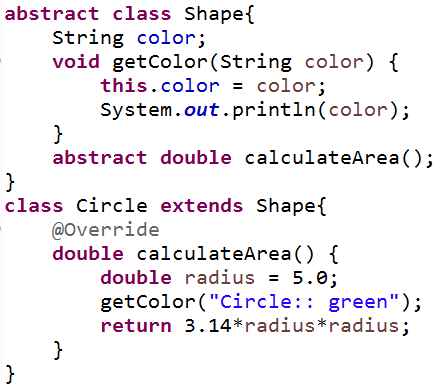 abstract class Shape{
    String color;
    void getColor(String color) {
        this.color = color;
        System.out.println(color);
    }
    abstract double calculateArea();
}
class Circle extends Shape{
    @Override
    double calculateArea() {
        double radius = 5.0;
        getColor("Circle:: green");
        return 3.14*radius*radius;
    }
}